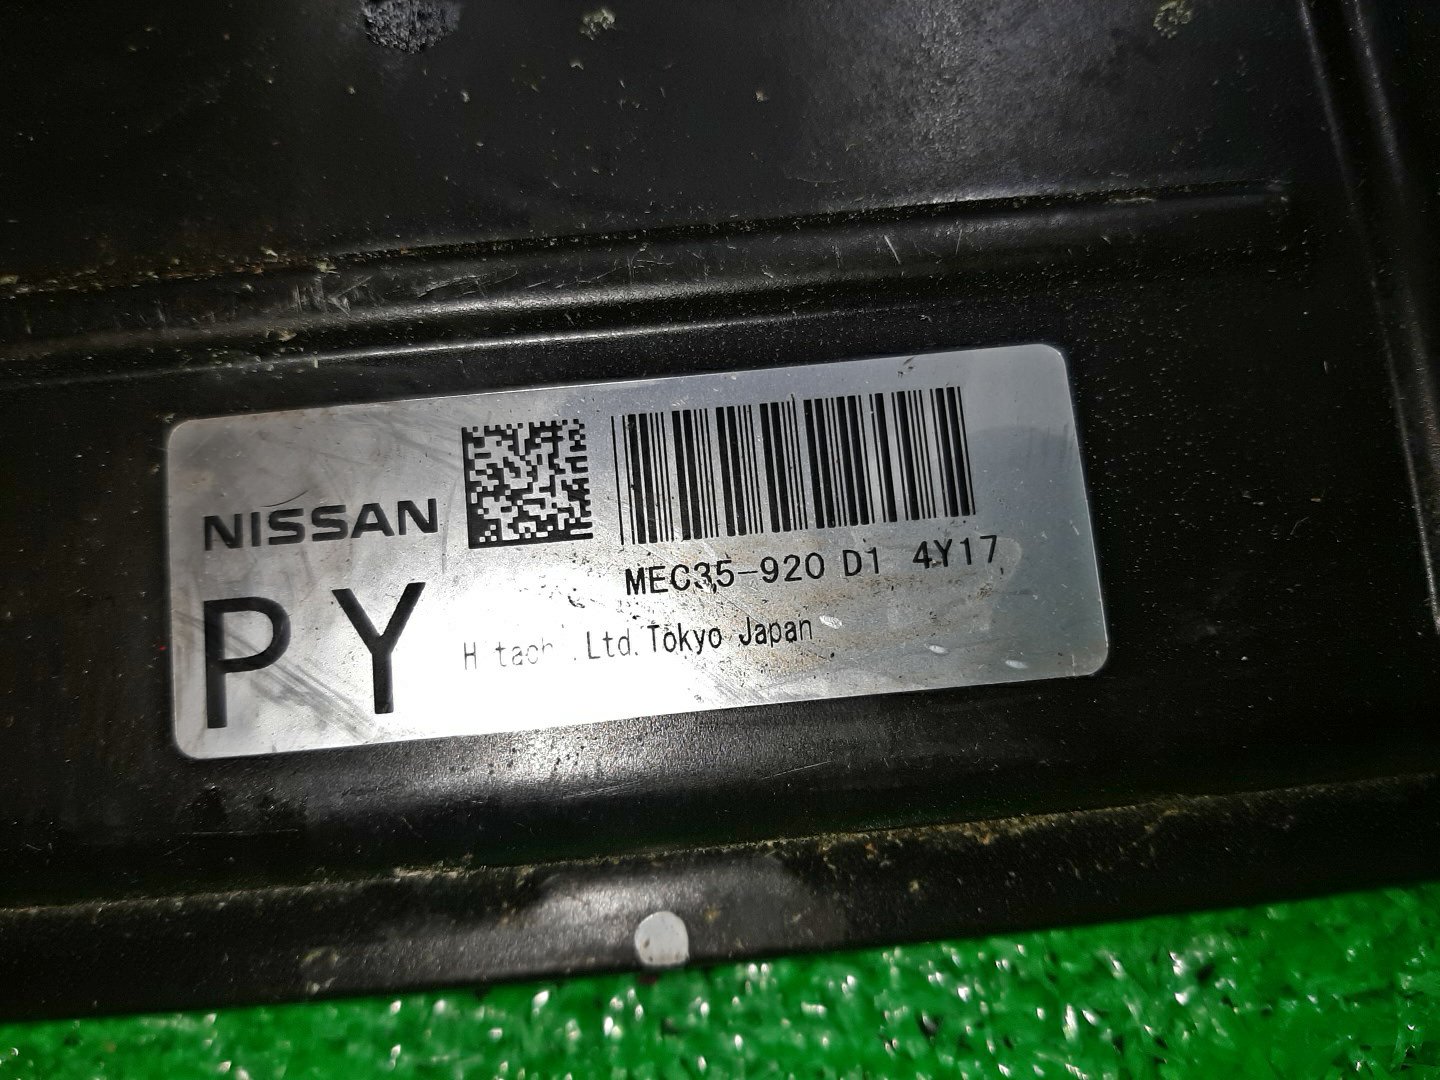 NISSAN
MEC35-920 D1 4Y17
PY
Ltd. Tokyo Japan